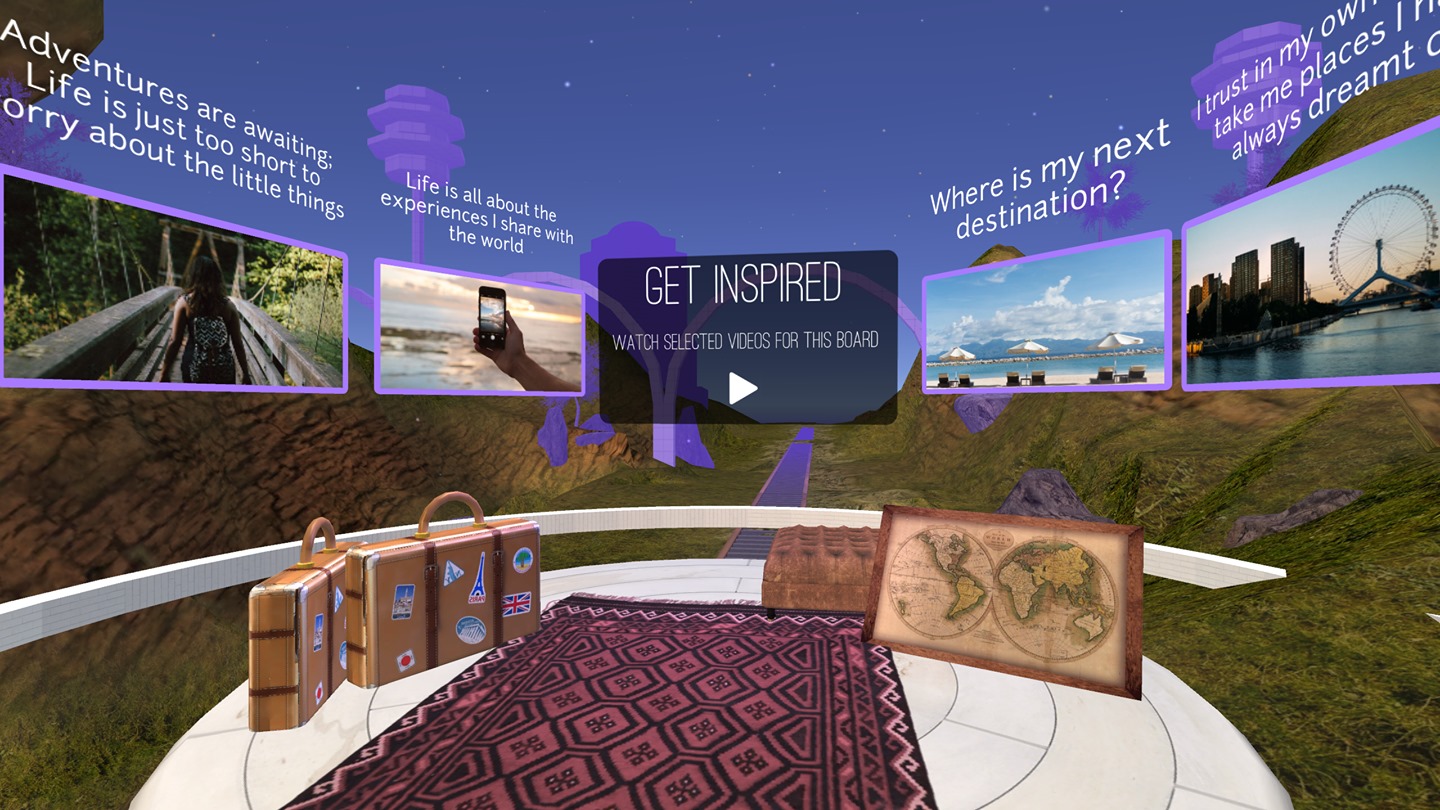 Adventures are awaiting;
Life is just too short to
orry about the little things
Life is all about the
experiences I share with
the world
GET INSPIRED
WATCH SELECTED VIDEOS FOR THIS BOARD
Where is my next
destination?
I trust in my own
take me places I
always dreamt